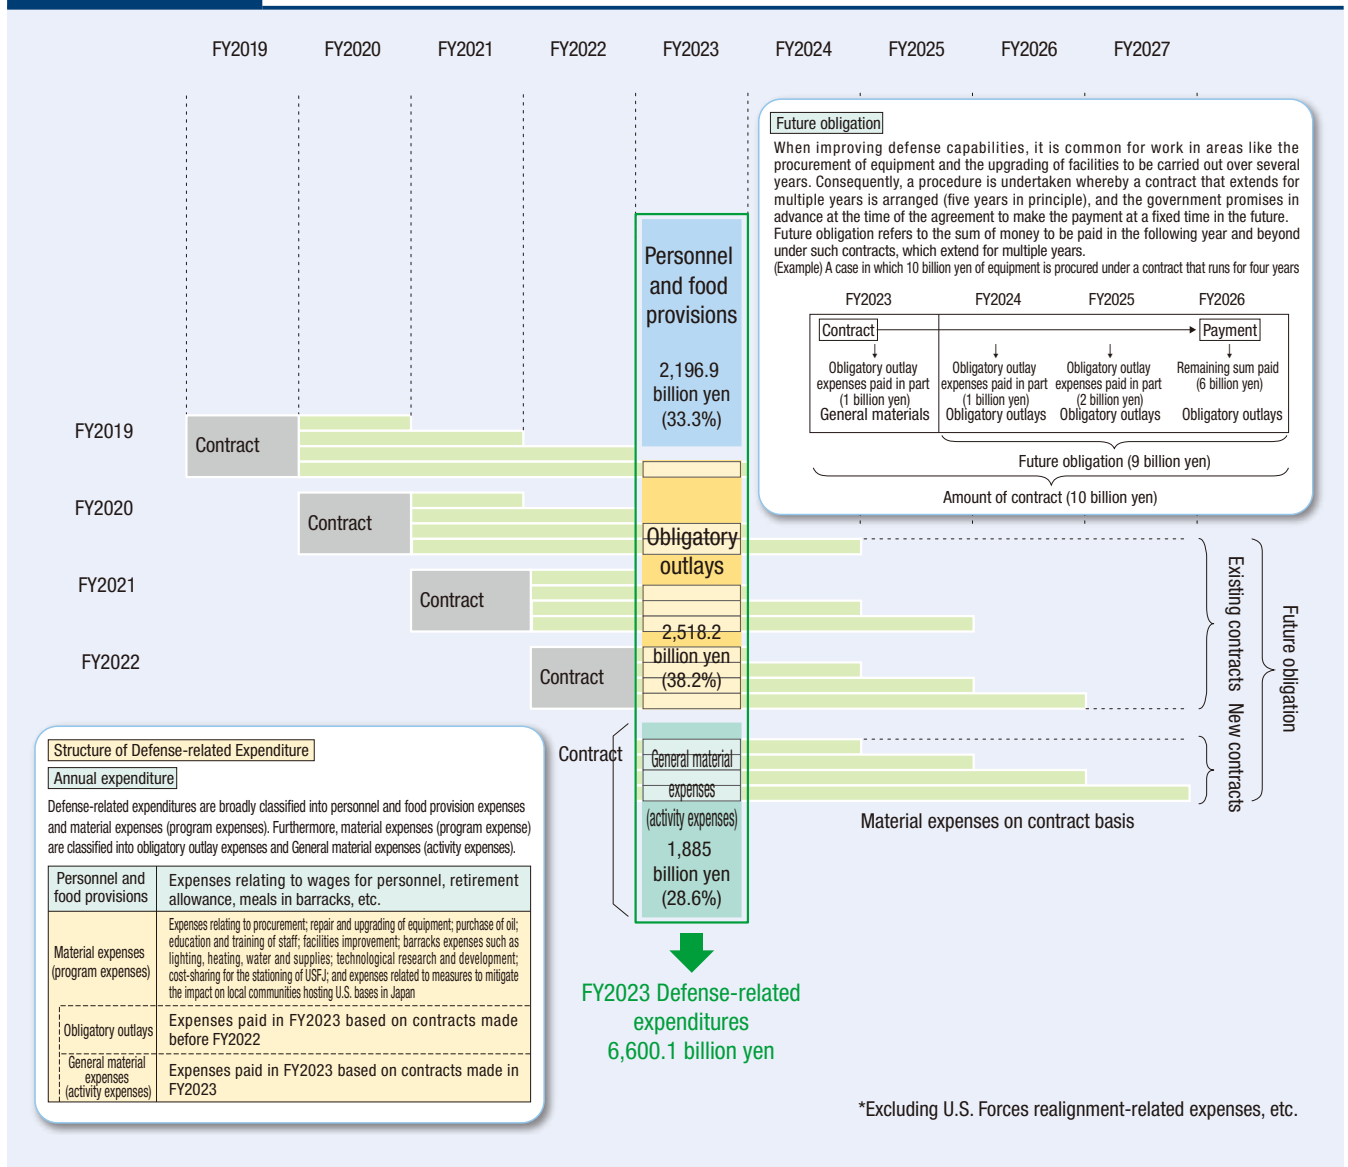 FY2019 FY2020 FY2021 FY2022 FY2023 FY2024 FY2025 FY2026 FY2027
Future obligation
When improving defense capabilities, it is common for work in areas like the
procurement of equipment and the upgrading of facilities to be carried out over several
years. Consequently, a procedure is undertaken whereby a contract that extends for
multiple years is arranged (five years in principle), and the government promises in
advance at the time of the agreement to make the payment at a fixed time in the future.
Future obligation refers to the sum of money to be paid in the following year and beyond
under such contracts, which extend for multiple years.
(Example) A case in which 10 billion yen of equipment is procured under a contract that runs for four years
FY2023 FY2024 FY2025 FY2026
Contract Payment
Obligatory outlay
expenses paid in part
(1 billion yen)
General materials
Obligatory outlay
expenses paid in part
(1 billion yen)
Obligatory outlays
Obligatory outlay
expenses paid in part
(2 billion yen)
Obligatory outlays
Remaining sum paid
(6 billion yen)
Obligatory outlays
Future obligation (9 billion yen)
Amount of contract (10 billion yen)
Personnel
and food
provisions
2,196.9
billion yen
(33.3%)
FY2019
Contract
FY2020
Contract
Obligatory
outlays
FY2021
Contract
2,518.2
billion yen
(38.2%)
FY2022
Contract
Existing contracts
New contracts
Future obligation
Contract
General material
expenses
(activity expenses)
1,885
billion yen
(28.6%)
Material expenses on contract basis
FY2023 Defense-related
expenditures
6,600.1 billion yen
Structure of Defense-related Expenditure
Annual expenditure
Defense-related expenditures are broadly classified into personnel and food provision expenses
and material expenses (program expenses). Furthermore, material expenses (program expense)
are classified into obligatory outlay expenses and General material expenses (activity expenses).
Personnel and
food provisions
Expenses relating to wages for personnel, retirement
allowance, meals in barracks, etc.
Material expenses
(program expenses)
Expenses relating to procurement; repair and upgrading of equipment; purchase of oil;
education and training of staff; facilities improvement; barracks expenses such as
lighting, heating, water and supplies; technological research and development;
cost-sharing for the stationing of USFJ; and expenses related to measures to mitigate
the impact on local communities hosting U.S. bases in Japan
Obligatory outlays
Expenses paid in FY2023 based on contracts made
before FY2022
General material
expenses
(activity expenses)
Expenses paid in FY2023 based on contracts made in
FY2023
*Excluding U.S. Forces realignment-related expenses, etc.